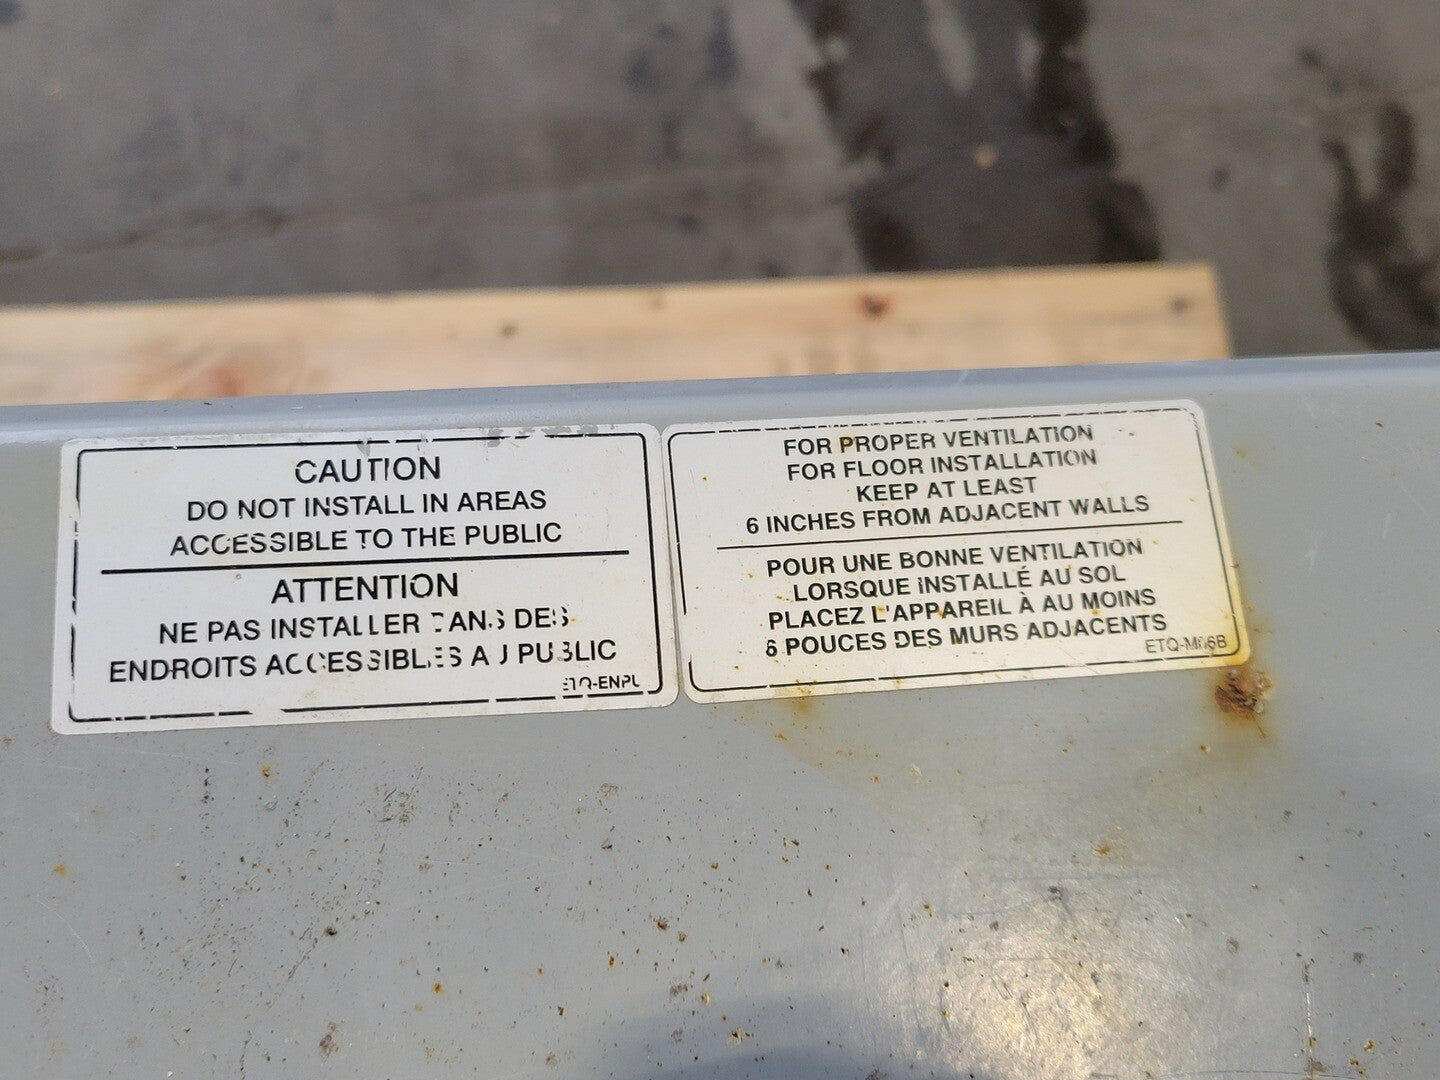 CAUTION
DO NOT INSTALL IN AREAS
ACCESSIBLE TO THE PUBLIC
ATTENTION
NE PAS INSTALLER DANS DES
ENDROITS ACCESSIBLES AU PUBLIC
ETQ-ENPL
FOR PROPER VENTILATION
FOR FLOOR INSTALLATION
KEEP AT LEAST
6 INCHES FROM ADJACENT WALLS
POUR UNE BONNE VENTILATION
LORSQUE INSTALLÉ AU SOL
PLACEZ L'APPAREIL À AU MOINS
6 POUCES DES MURS ADJACENTS